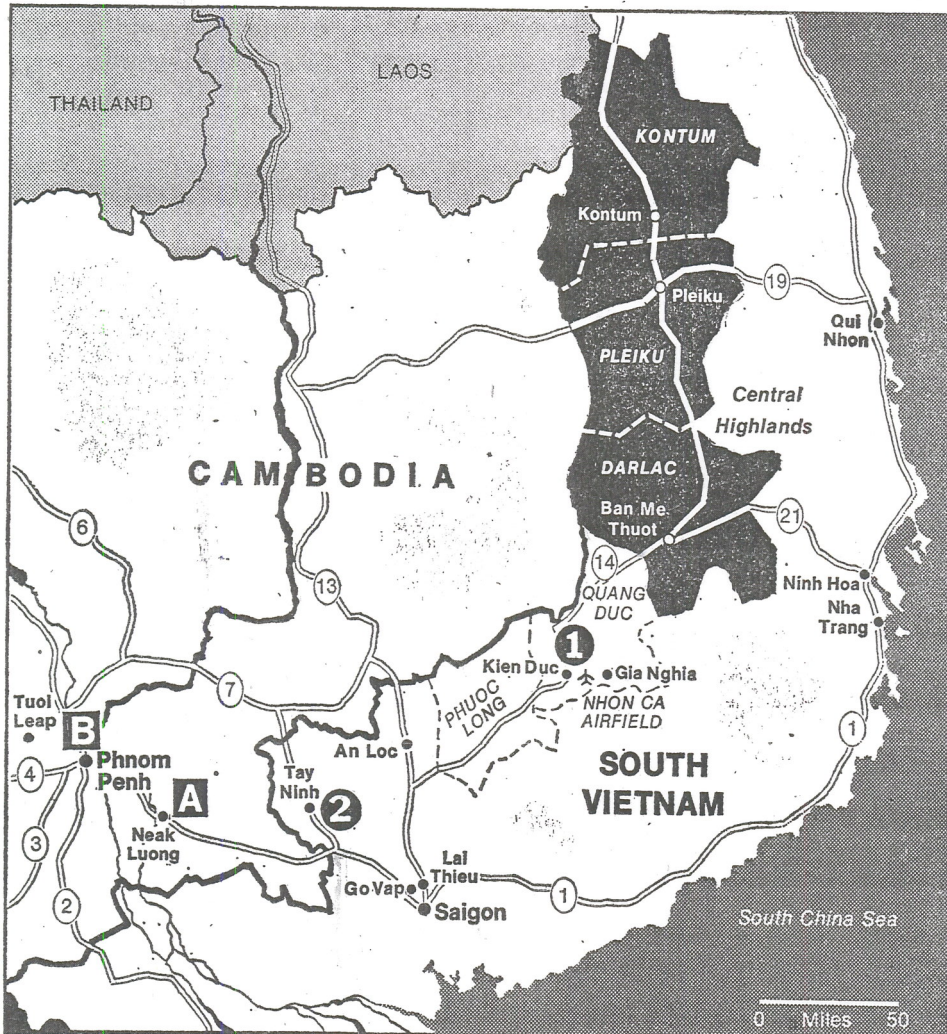 LAOS
THAILAND
KONTUM
Kontum
19
Pleiku
Qui
Nhon
PLEIKU
Central
Highlands
CAMBODIA
DARLAC
6
Ban Me
Thuot
21
14
13
Ninh Hoa
QUANG
DUC
Nha
Trang
1
Kien Duc
Gia Nghia
7
PHUOC
LONG
NHON CA
AIRFIELD
Tuol
Leap
B
1
An Loc
4
Phnom
Penh
SOUTH
VIETNAM
Tay
Ninh
2
A
3
Neak
Luong
Lai
Thieu
2
Go Vap
1
Saigon
South China Sea
0 Miles 50